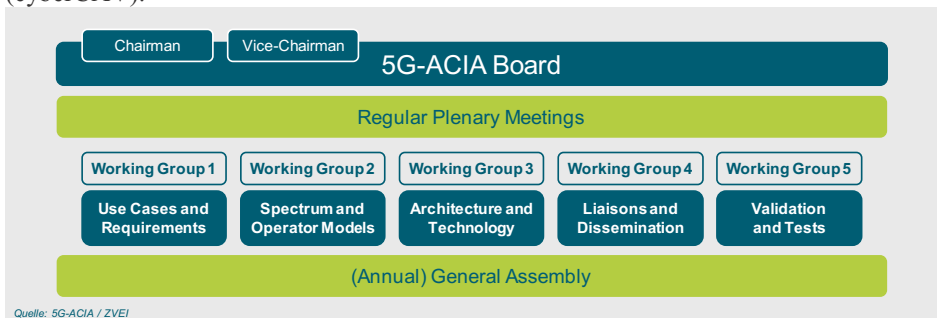 Chairman
Vice-Chairman
5G-ACIA Board
Regular Plenary Meetings
Working Group 1
Working Group 2
Working Group 3
Working Group 4
Working Group 5
Use Cases and
Requirements
Spectrum and
Operator Models
Architecture and
Technology
Liaisons and
Dissemination
Validation
and Tests
(Annual) General Assembly
Quelle: 5G-ACIA / ZVEI